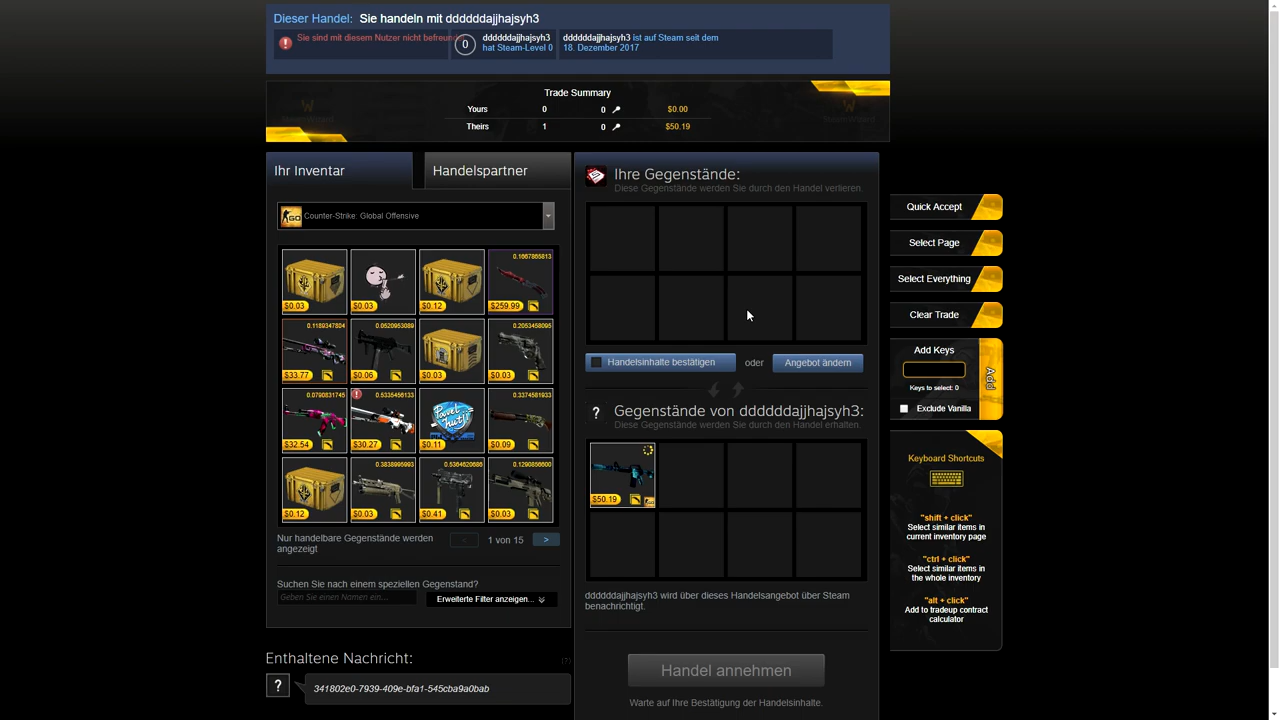 Dieser Handel: Sie handeln mit ddddddajjhajsyh3
Sie sind mit diesem Nutzer nicht befreundet
0
ddddddajjhajsyh3
hat Steam-Level 0
ddddddajjhajsyh3 ist auf Steam seit dem
18. Dezember 2017
Trade Summary
Yours 0 0 $0.00
Theirs 1 0 $50.19
Ihr Inventar
Handelspartner
Counter-Strike: Global Offensive
$0.03
$0.03
$0.12
0.1667865813
$259.99
0.1189347804
$33.77
0.0520953089
$0.06
$0.03
0.2053458095
$0.03
0.0790831745
$32.54
0.5335456133
$30.27
$0.11
0.3374581933
$0.09
$0.12
0.3838995993
$0.03
0.5364620686
$0.41
0.1290856600
$0.03
Nur handelbare Gegenstände werden
angezeigt
< 1 von 15 >
Suchen Sie nach einem speziellen Gegenstand?
Geben Sie einen Namen ein...
Erweiterte Filter anzeigen...
Enthaltene Nachricht:
(?)
?
341802e0-7939-409e-bfa1-545cba9a0bab
Ihre Gegenstände:
Diese Gegenstände werden Sie durch den Handel verlieren.
Handelsinhalte bestätigen
oder
Angebot ändern
?
Gegenstände von ddddddajjhajsyh3:
Diese Gegenstände werden Sie durch den Handel erhalten.
$50.19
ddddddajjhajsyh3 wird über dieses Handelsangebot über Steam
benachrichtigt.
Handel annehmen
Warte auf Ihre Bestätigung der Handelsinhalte.
Quick Accept
Select Page
Select Everything
Clear Trade
Add Keys
Keys to select: 0
Exclude Vanilla
Add
Keyboard Shortcuts
"shift + click"
Select similar items in
current inventory page
"ctrl + click"
Select similar items in
the whole inventory
"alt + click"
Add to tradeup contract
calculator